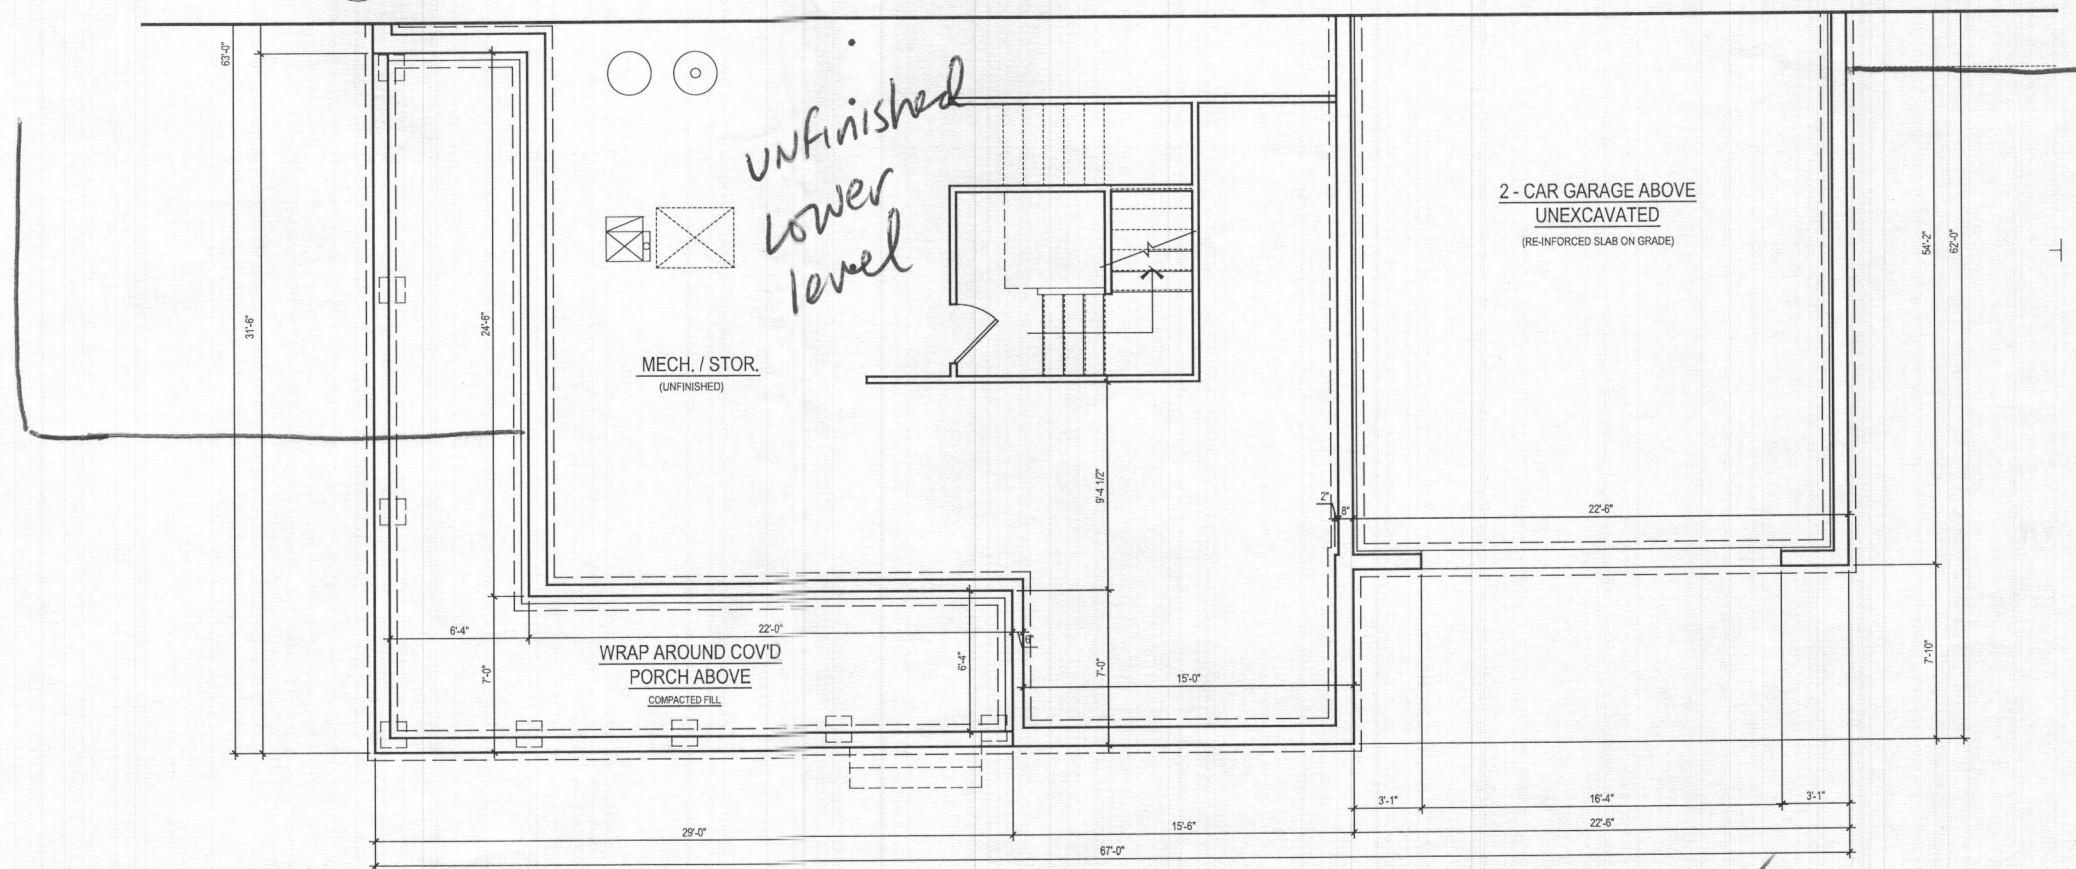 63'-0"
31'-6"
24'-6"
UNfinished
Lower
level
MECH. / STOR.
(UNFINISHED)
2 - CAR GARAGE ABOVE
UNEXCAVATED
(RE-INFORCED SLAB ON GRADE)
54'-2"
62'-0"
9'-4 1/2"
2"
8"
22'-6"
6'-4"
22'-0"
6"
WRAP AROUND COV'D
PORCH ABOVE
COMPACTED FILL
7'-0"
6'-4"
7'-0"
15'-0"
7'-10"
3'-1"
16'-4"
3'-1"
29'-0"
15'-6"
22'-6"
67'-0"